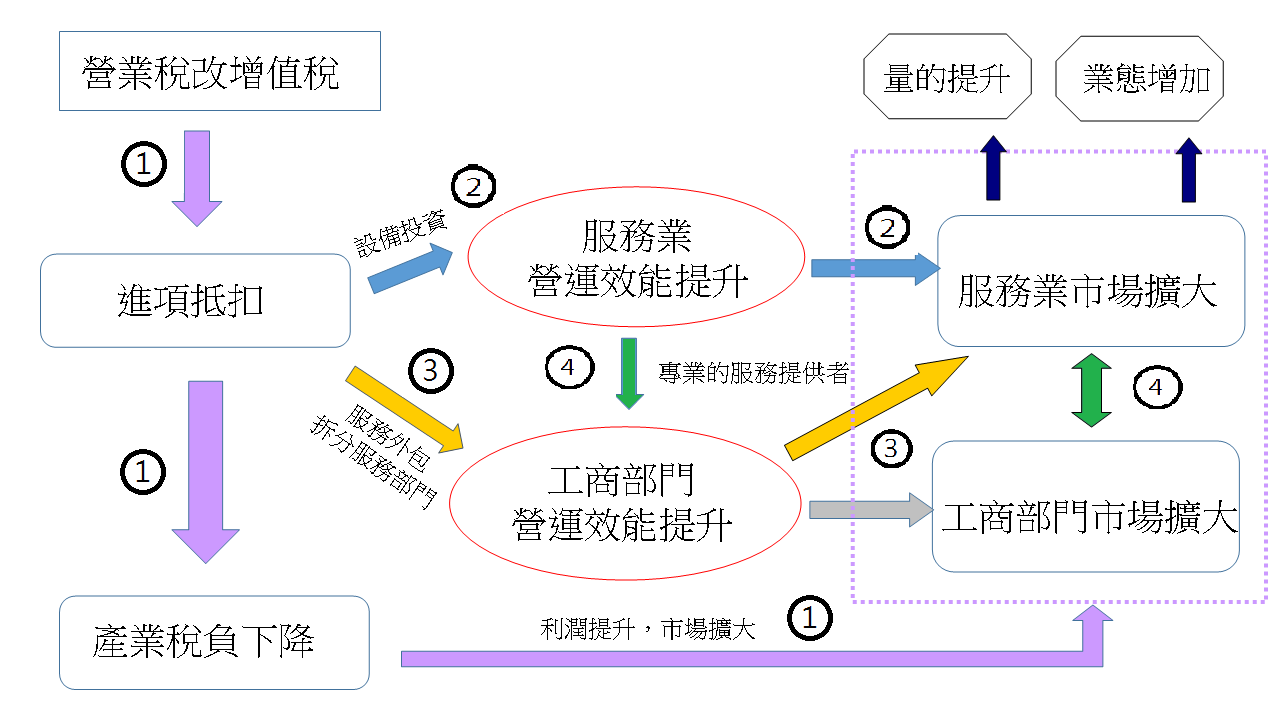 營業稅改增值稅
量的提升
業態增加
①
②
設備投資
服務業
營運效能提升
②
服務業市場擴大
進項抵扣
③
④
專業的服務提供者
④
服務外包
拆分服務部門
③
①
工商部門
營運效能提升
工商部門市場擴大
產業稅負下降
利潤提升，市場擴大
①